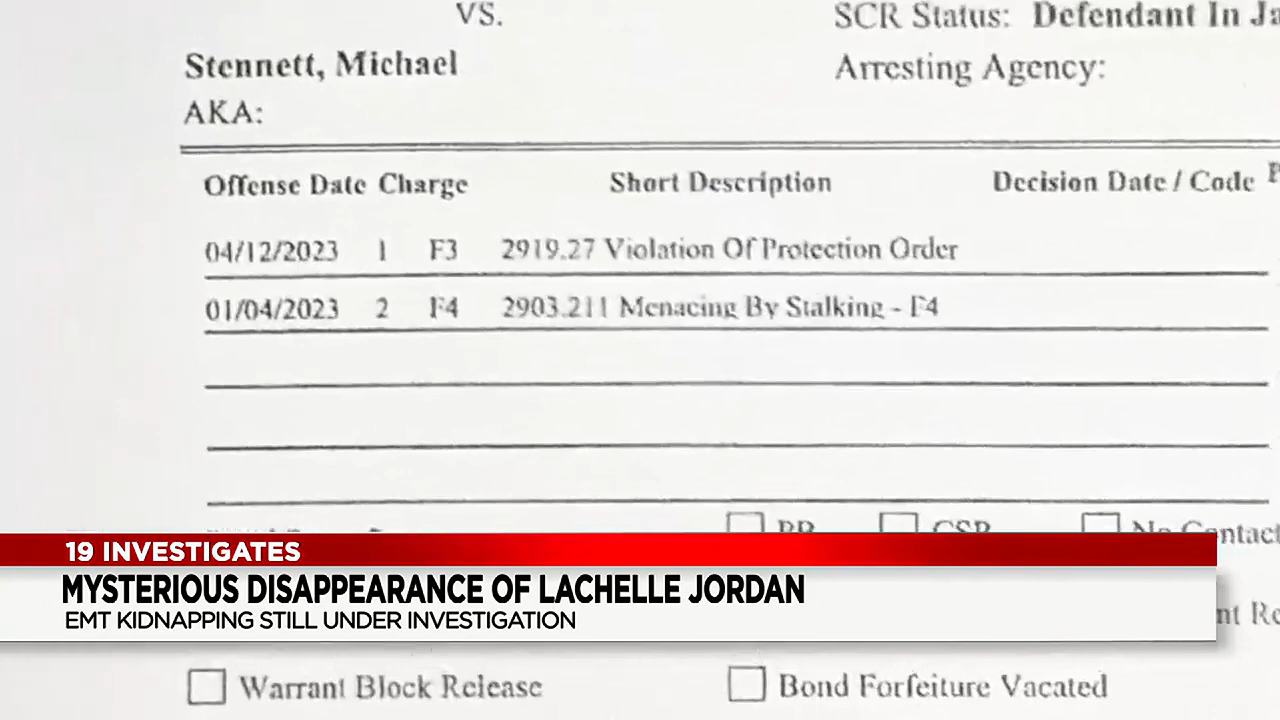 VS.
SCR Status: Defendant In
Stennett, Michael
Arresting Agency:
AKA:
Offense Date Charge Short Description Decision Date / Code
04/12/2023 1 F3 2919.27 Violation Of Protection Order
01/04/2023 2 F4 2903.211 Menacing By Stalking - F4
No Contact
19 INVESTIGATES
MYSTERIOUS DISAPPEARANCE OF LACHELLE JORDAN
EMT KIDNAPPING STILL UNDER INVESTIGATION
Warrant Block Release
Bond Forfeiture Vacated